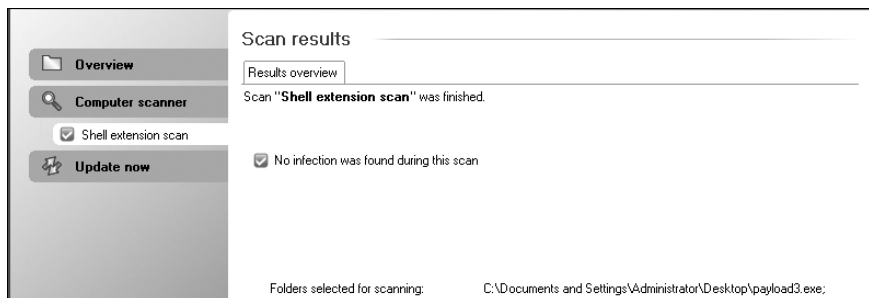 Overview
Computer scanner
Shell extension scan
Update now
Scan results
Results overview
Scan "Shell extension scan" was finished.
No infection was found during this scan
Folders selected for scanning: C:\Documents and Settings\Administrator\Desktop\payload3.exe;